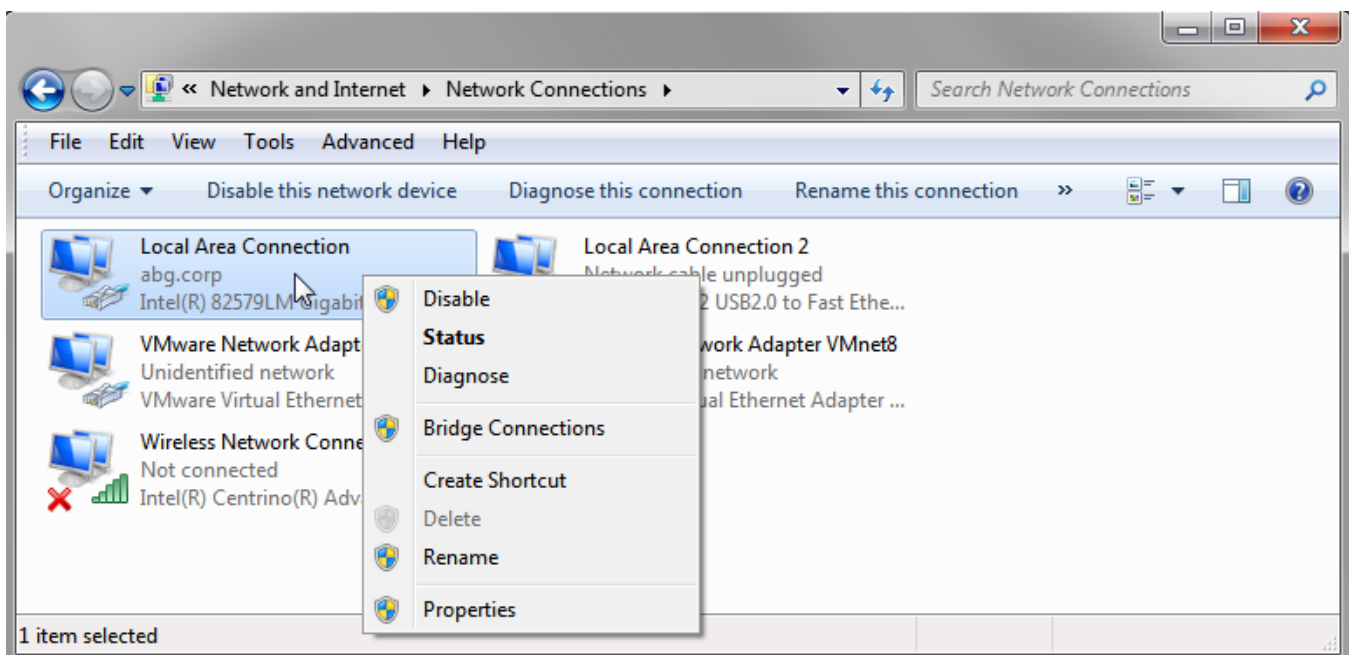 « Network and Internet ▸ Network Connections ▸
Search Network Connections
File Edit View Tools Advanced Help
Organize Disable this network device Diagnose this connection Rename this connection »
Local Area Connection
abg.corp
Intel(R) 82579LM Gigabit
Local Area Connection 2
Network cable unplugged
2 USB2.0 to Fast Ethe...
VMware Network Adapt
Unidentified network
VMware Virtual Ethernet
work Adapter VMnet8
network
Ethernet Adapter ...
Wireless Network Conne
Not connected
Intel(R) Centrino(R) Adv
Disable
Status
Diagnose
Bridge Connections
Create Shortcut
Delete
Rename
Properties
1 item selected